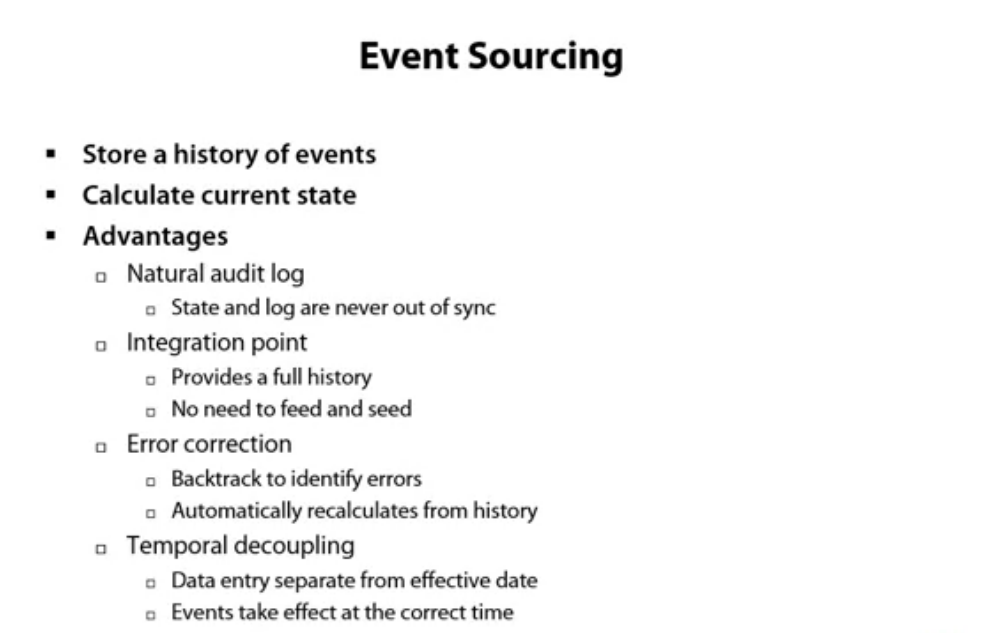 Event Sourcing
Store a history of events
Calculate current state
Advantages
Natural audit log
State and log are never out of sync
Integration point
Provides a full history
No need to feed and seed
Error correction
Backtrack to identify errors
Automatically recalculates from history
Temporal decoupling
Data entry separate from effective date
Events take effect at the correct time